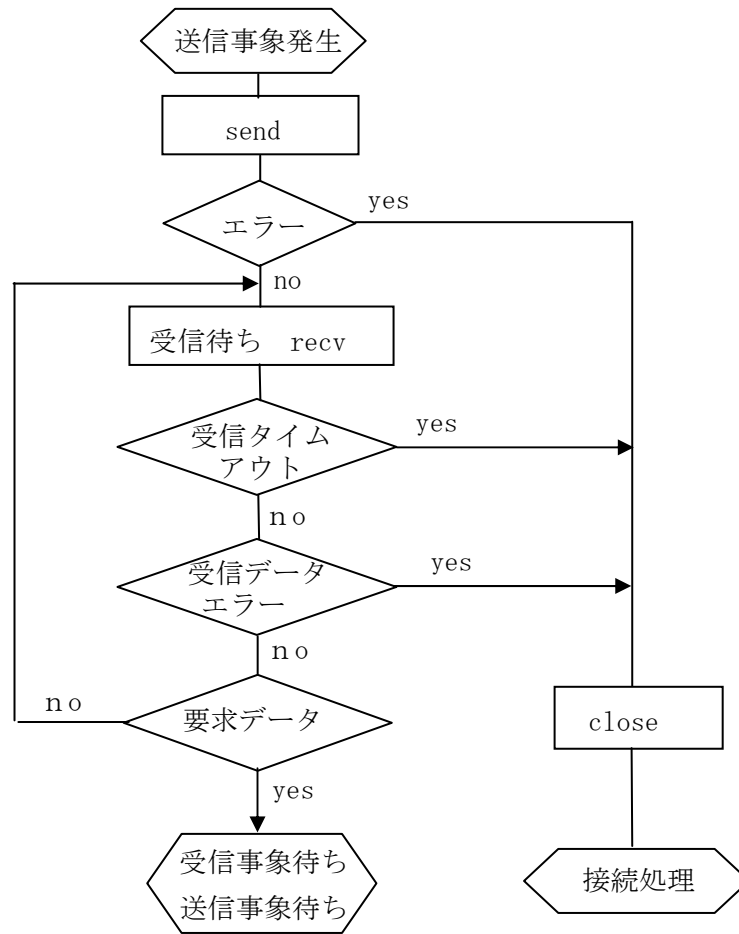 送信事象発生
send
エラー
yes
no
受信待ち recv
受信タイム
アウト
yes
no
受信データ
エラー
yes
no
要求データ
no
yes
close
受信事象待ち
送信事象待ち
接続処理